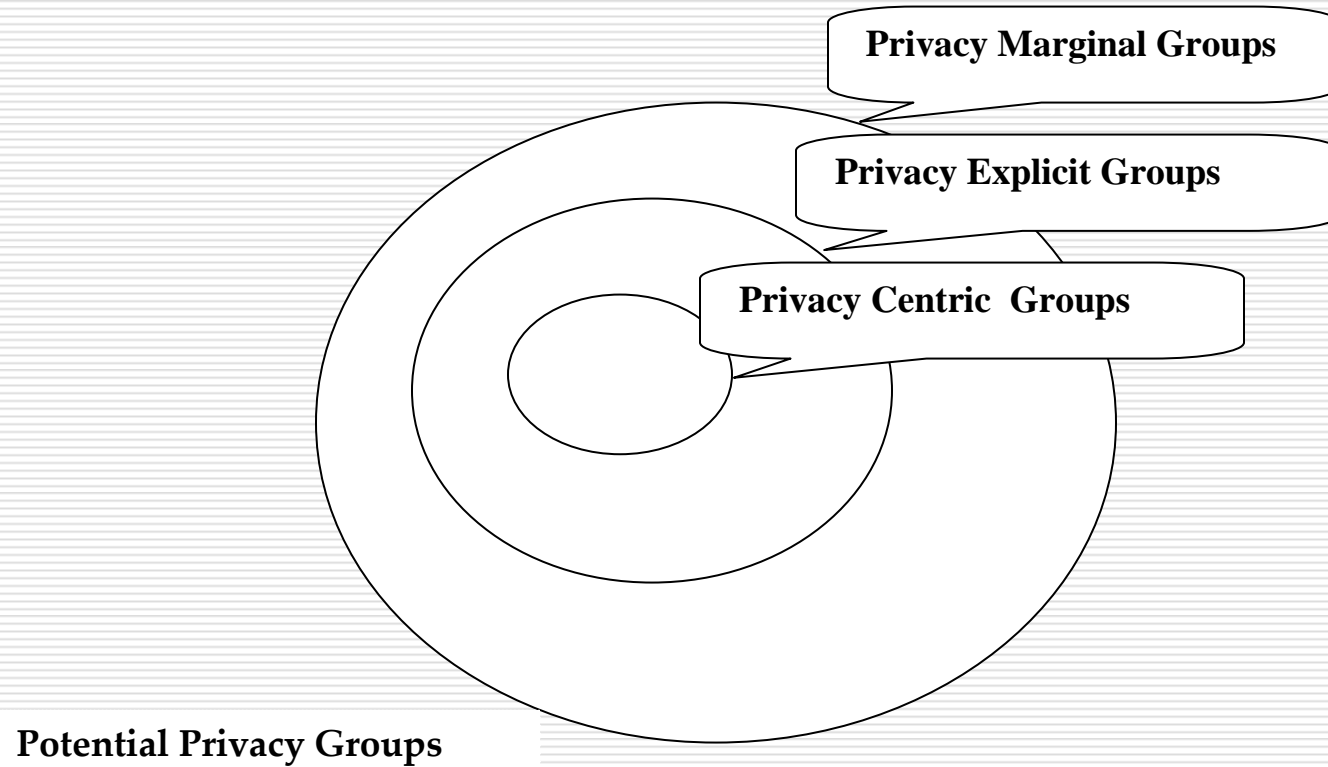 Privacy Marginal Groups
Privacy Explicit Groups
Privacy Centric  Groups
Potential Privacy Groups